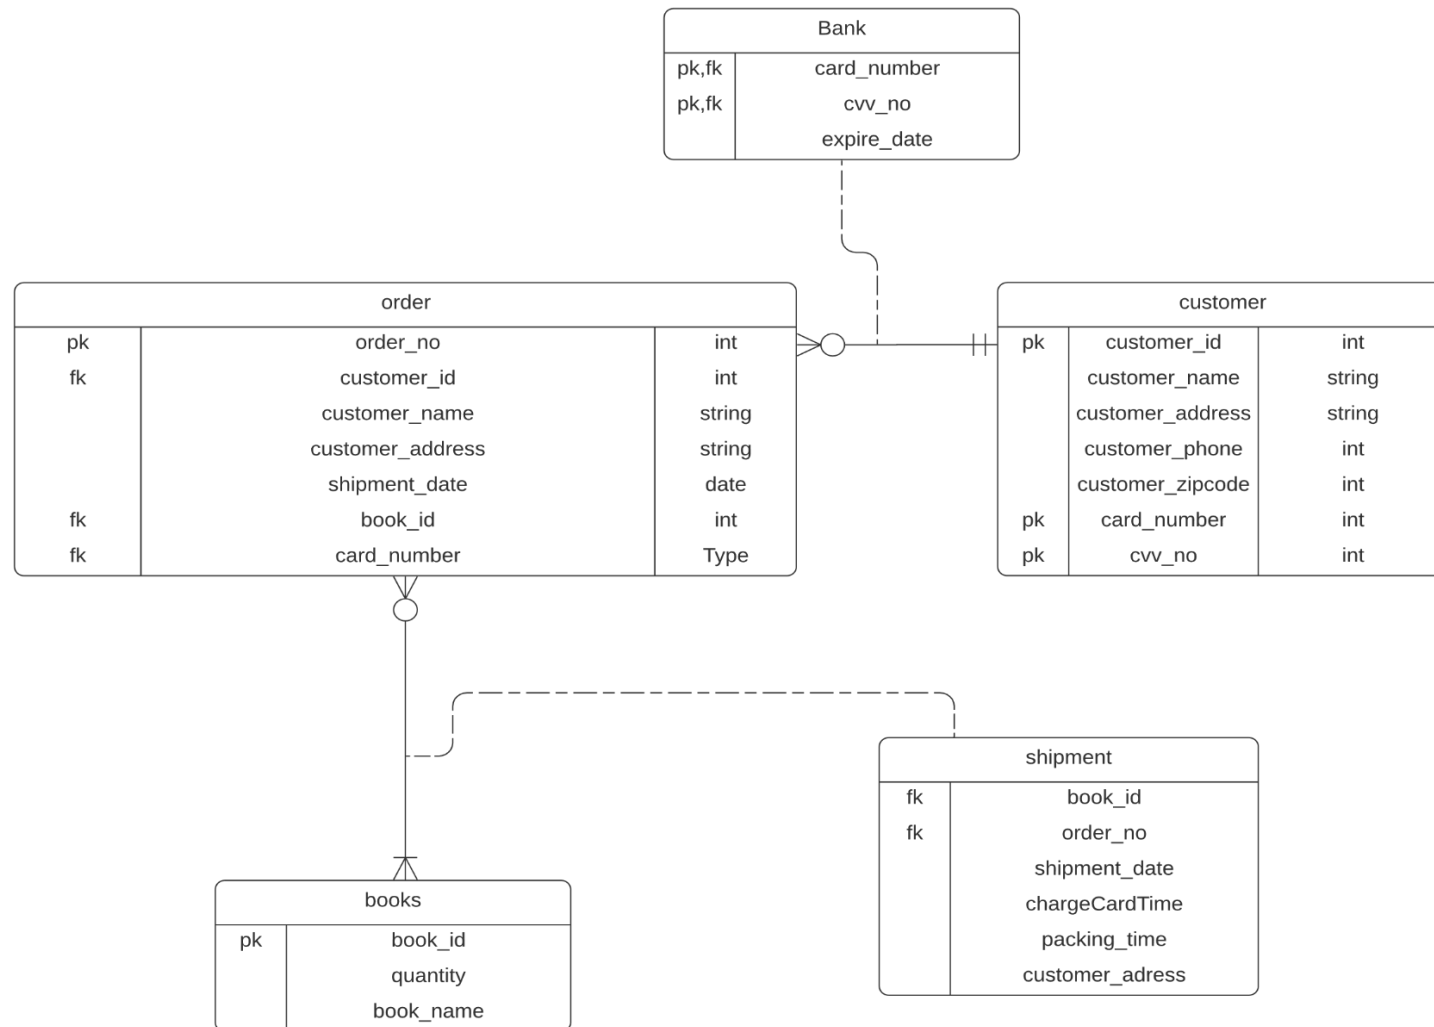 Bank
pk,fk card_number
pk,fk cvv_no
expire_date
order
pk order_no int
fk customer_id int
customer_name string
customer_address string
shipment_date date
fk book_id int
fk card_number Type
customer
pk customer_id int
customer_name string
customer_address string
customer_phone int
customer_zipcode int
pk card_number int
pk cvv_no int
shipment
fk book_id
fk order_no
shipment_date
chargeCardTime
packing_time
customer_adress
books
pk book_id
quantity
book_name